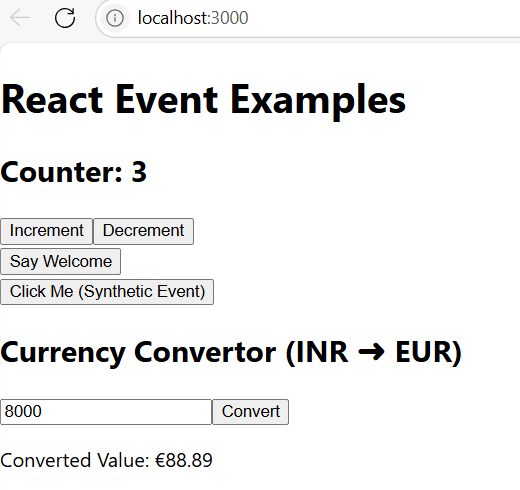 localhost:3000
React Event Examples
Counter: 3
Increment Decrement
Say Welcome
Click Me (Synthetic Event)
Currency Convertor (INR ➜ EUR)
8000 Convert
Converted Value: €88.89